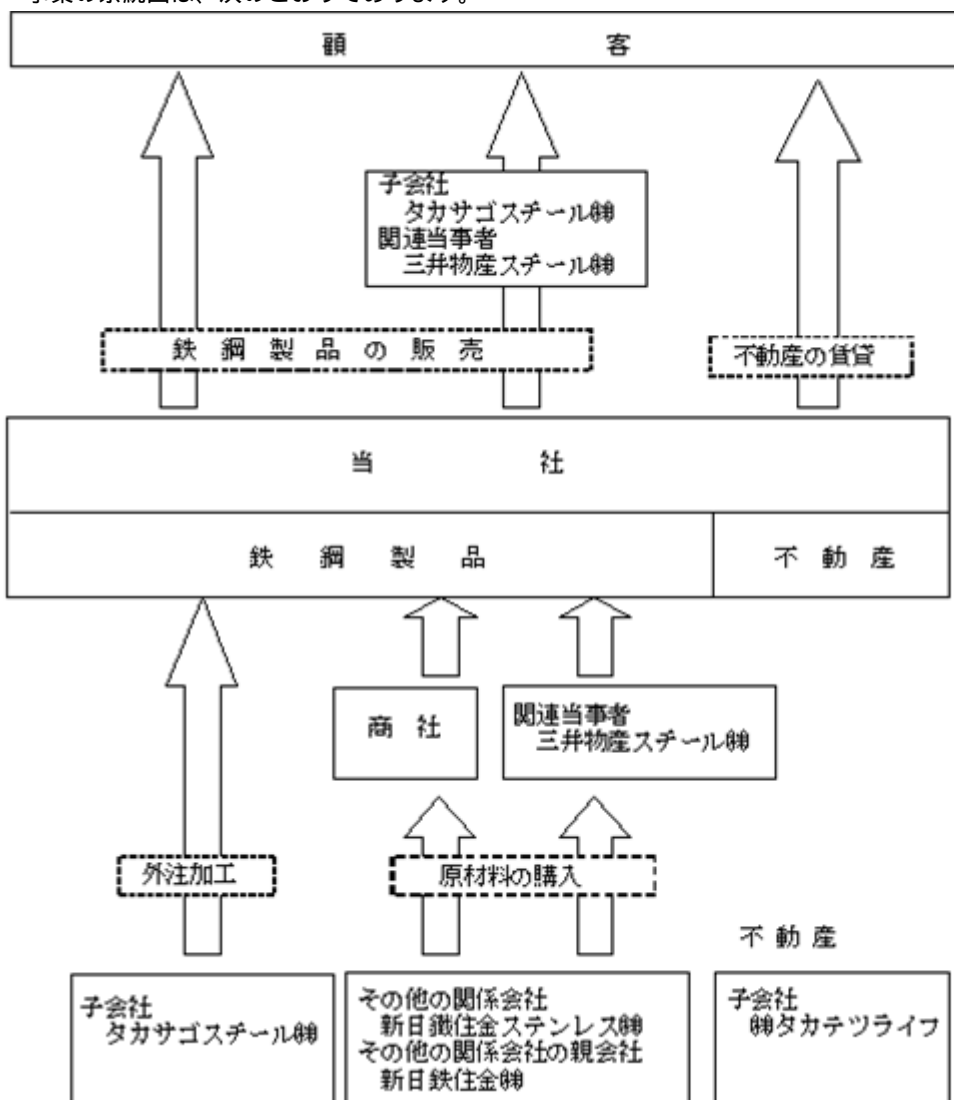 事業の系統図は、次のとおりであります。
顧客
子会社
タカサゴスチール㈱
関連当事者
三井物産スチール㈱
鉄鋼製品の販売
不動産の賃貸
当社
鉄鋼製品
不動産
商社
関連当事者
三井物産スチール㈱
外注加工
原材料の購入
不動産
子会社
タカサゴスチール㈱
その他の関係会社
新日鐵住金ステンレス㈱
その他の関係会社の親会社
新日鉄住金㈱
子会社
㈱タカテツライフ